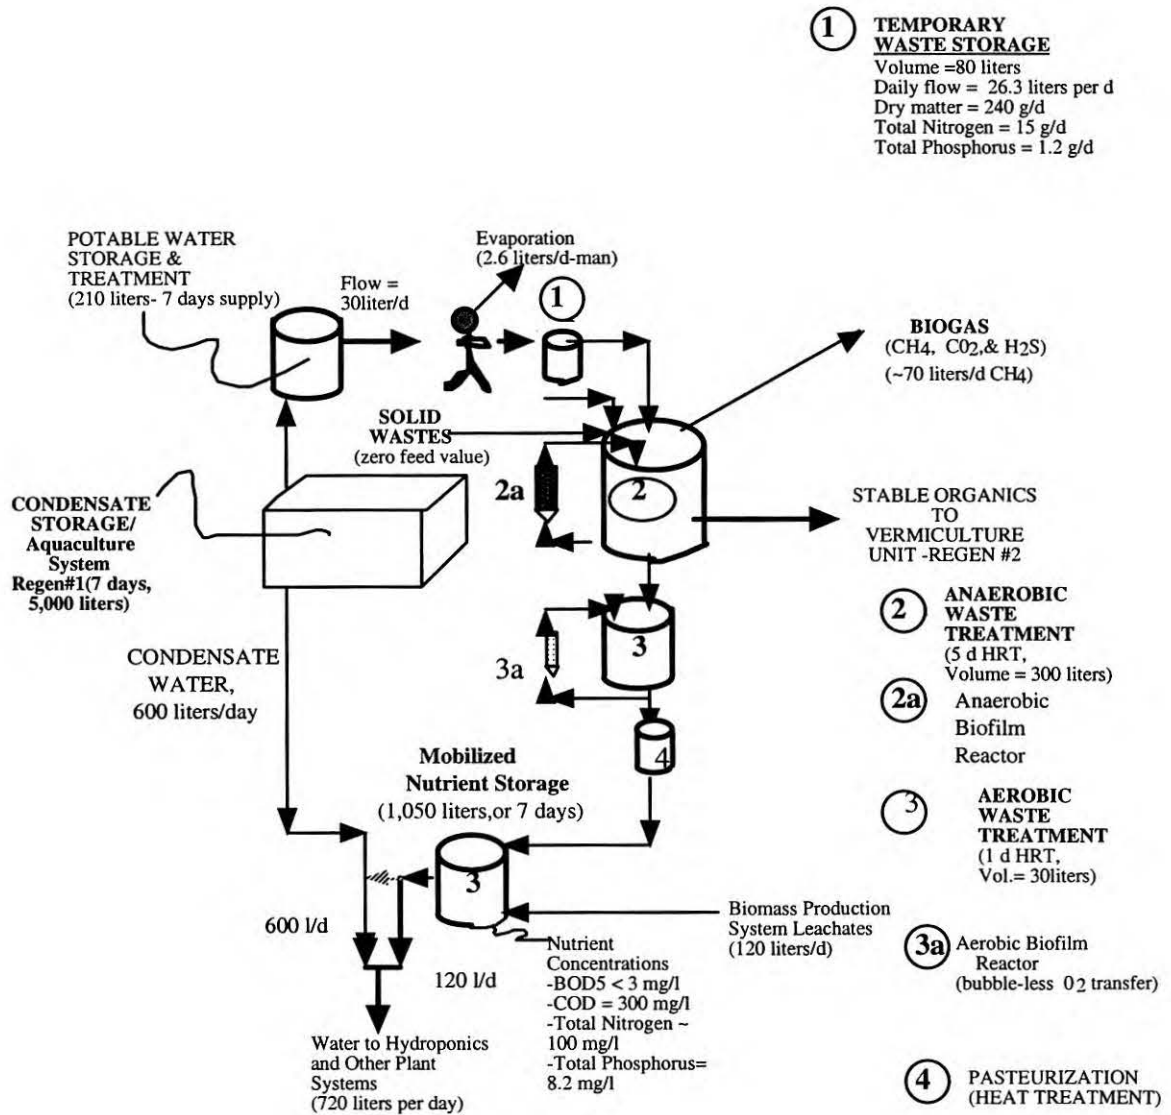 1
TEMPORARY
WASTE STORAGE
Volume =80 liters
Daily flow = 26.3 liters per d
Dry matter = 240 g/d
Total Nitrogen = 15 g/d
Total Phosphorus = 1.2 g/d
POTABLE WATER
STORAGE &
TREATMENT
(210 liters- 7 days supply)
Flow =
30liter/d
Evaporation
(2.6 liters/d-man)
1
BIOGAS
(CH4, C02,& H2S)
(~70 liters/d CH4)
SOLID
WASTES
(zero feed value)
2a
2
CONDENSATE
STORAGE/
Aquaculture
System
Regen#1(7 days,
5,000 liters)
STABLE ORGANICS
TO
VERMICULTURE
UNIT -REGEN #2
2
ANAEROBIC
WASTE
TREATMENT
(5 d HRT,
Volume = 300 liters)
3
3a
CONDENSATE
WATER,
600 liters/day
2a
Anaerobic
Biofilm
Reactor
4
Mobilized
Nutrient Storage
(1,050 liters,or 7 days)
3
AEROBIC
WASTE
TREATMENT
(1 d HRT,
Vol.= 30liters)
3
600 l/d
120 l/d
Biomass Production
System Leachates
(120 liters/d)
3a
Aerobic Biofilm
Reactor
(bubble-less 02 transfer)
Nutrient
Concentrations
-BOD5 < 3 mg/l
-COD = 300 mg/l
-Total Nitrogen ~
100 mg/l
-Total Phosphorus=
8.2 mg/l
Water to Hydroponics
and Other Plant
Systems
(720 liters per day)
4
PASTEURIZATION
(HEAT TREATMENT)